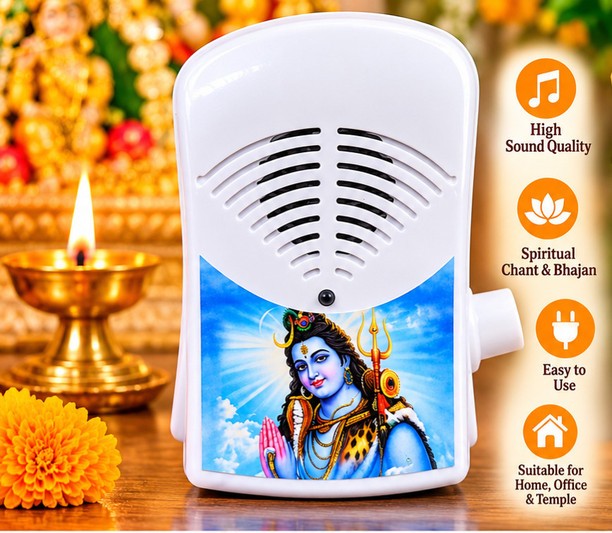 High
Sound Quality
Spiritual
Chant & Bhajan
Easy to
Use
Suitable for
Home, Office
& Temple